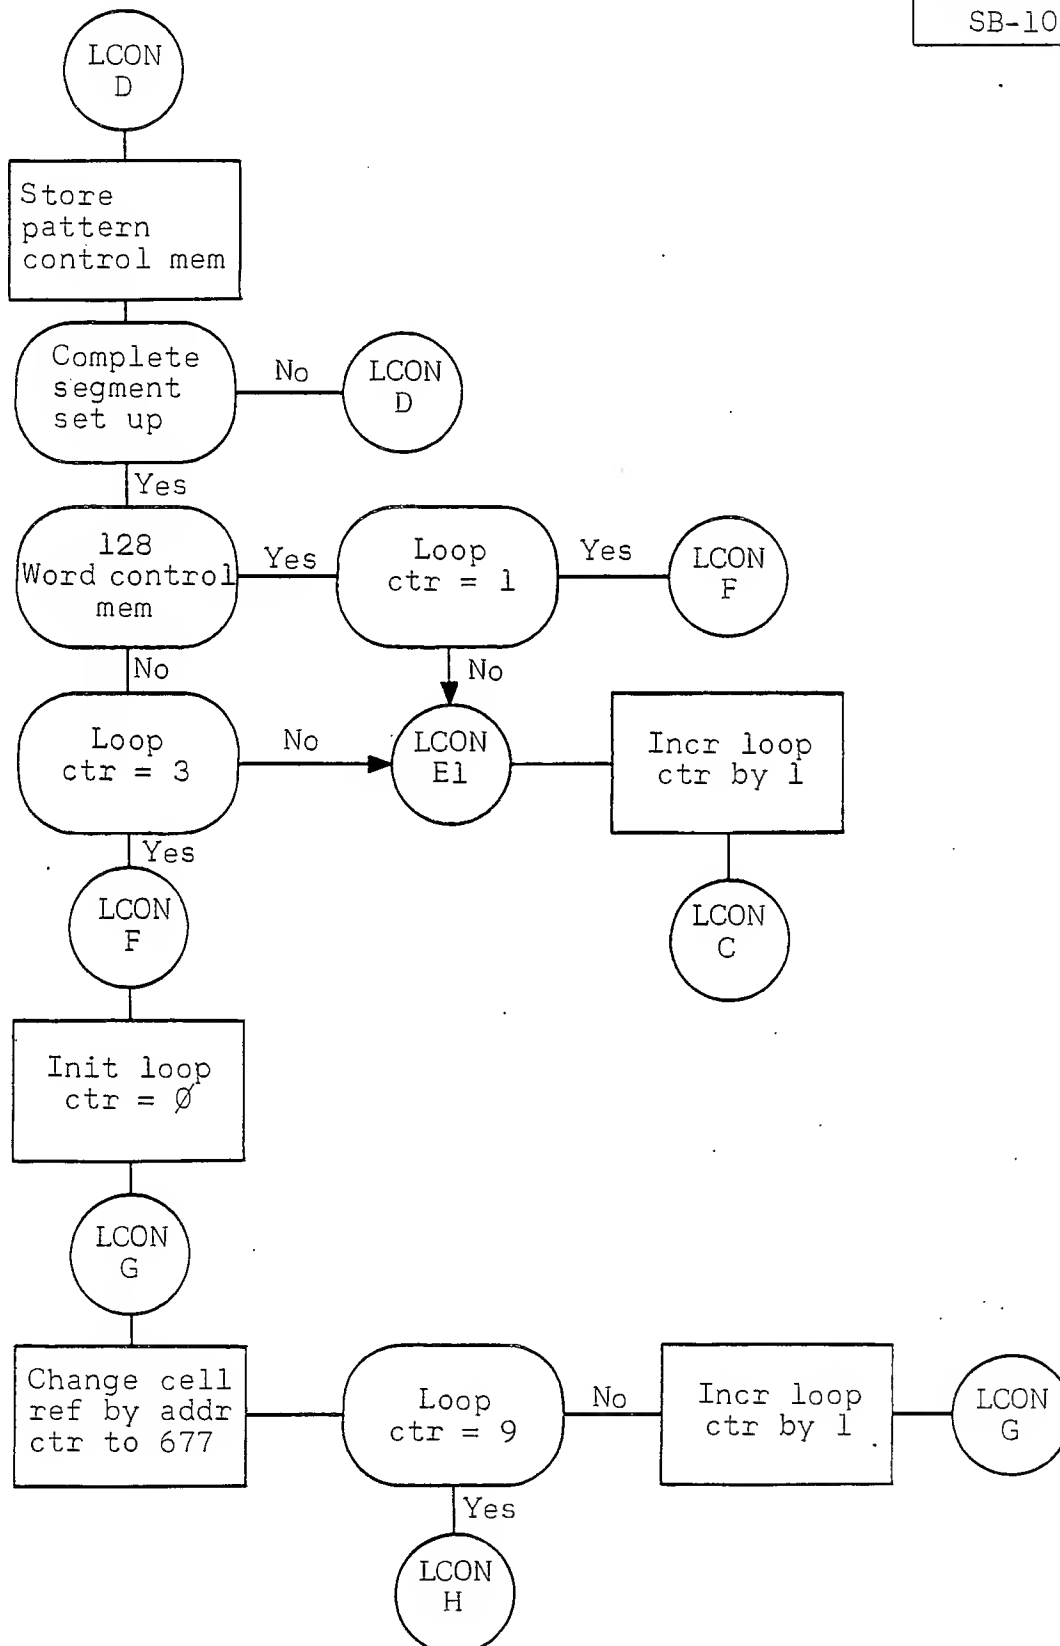 SB-10
LCON
D
Store
pattern
control mem
Complete
segment
set up
No
LCON
D
Yes
128
Word control
mem
Yes
Loop
ctr = 1
Yes
LCON
F
No
No
Loop
ctr = 3
No
LCON
E1
Incr loop
ctr by 1
Yes
LCON
F
LCON
C
Init loop
ctr = Ø
LCON
G
Change cell
ref by addr
ctr to 677
Loop
ctr = 9
No
Incr loop
ctr by 1
LCON
G
Yes
LCON
H